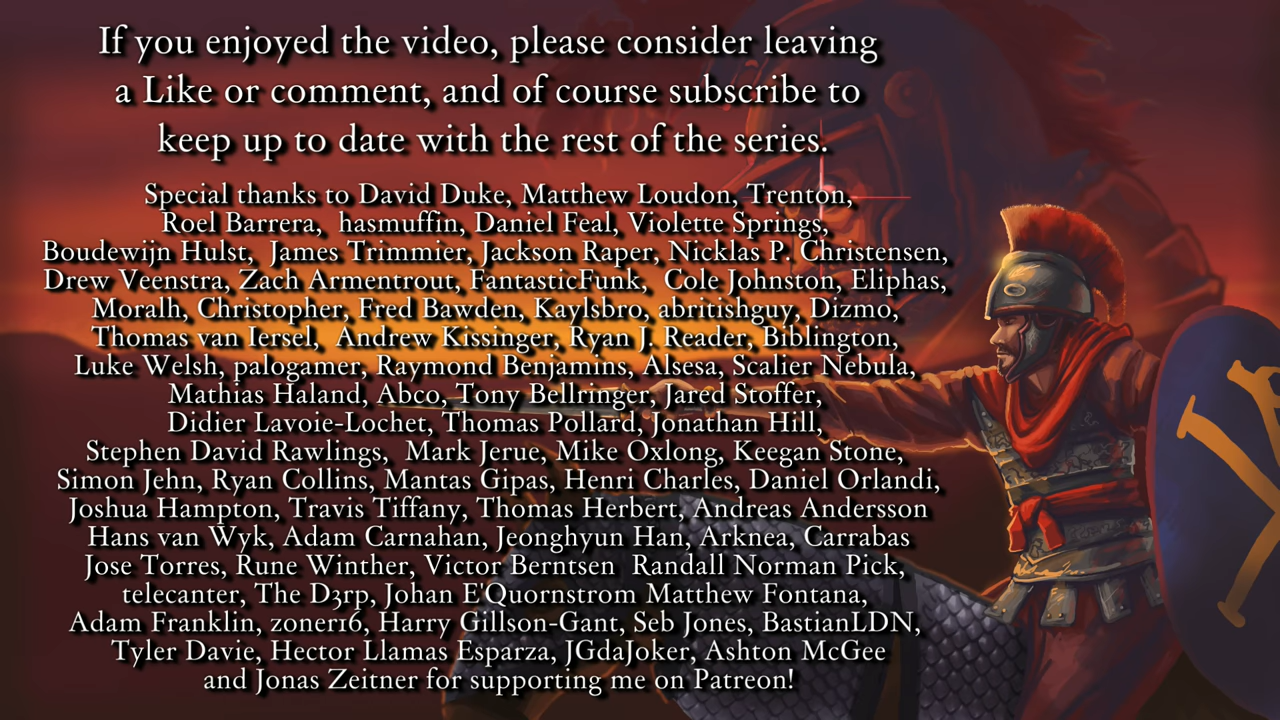 If you enjoyed the video, please consider leaving
a Like or comment, and of course subscribe to
keep up to date with the rest of the series.
Special thanks to David Duke, Matthew Loudon, Trenton,
Roel Barrera, hasmuffin, Daniel Feal, Violette Springs,
Boudewijn Hulst, James Trimmier, Jackson Raper, Nicklas P. Christensen,
Drew Veenstra, Zach Armentrout, FantasticFunk, Cole Johnston, Eliphas,
Moralh, Christopher, Fred Bawden, Kaylsbro, abritishguy, Dizmo,
Thomas van Iersel, Andrew Kissinger, Ryan J. Reader, Biblington,
Luke Welsh, palogamer, Raymond Benjamins, Alsesa, Scalier Nebula,
Mathias Haland, Abco, Tony Bellringer, Jared Stoffer,
Didier Lavoie-Lochet, Thomas Pollard, Jonathan Hill,
Stephen David Rawlings, Mark Jerue, Mike Oxlong, Keegan Stone,
Simon Jehn, Ryan Collins, Mantas Gipas, Henri Charles, Daniel Orlandi,
Joshua Hampton, Travis Tiffany, Thomas Herbert, Andreas Andersson
Hans van Wyk, Adam Carnahan, Jeonghyun Han, Arknea, Carrabas
Jose Torres, Rune Winther, Victor Berntsen Randall Norman Pick,
telecanter, The D3rp, Johan E'Quornstrom Matthew Fontana,
Adam Franklin, zoner16, Harry Gillson-Gant, Seb Jones, BastianLDN,
Tyler Davie, Hector Llamas Esparza, JGdaJoker, Ashton McGee
and Jonas Zeitner for supporting me on Patreon!